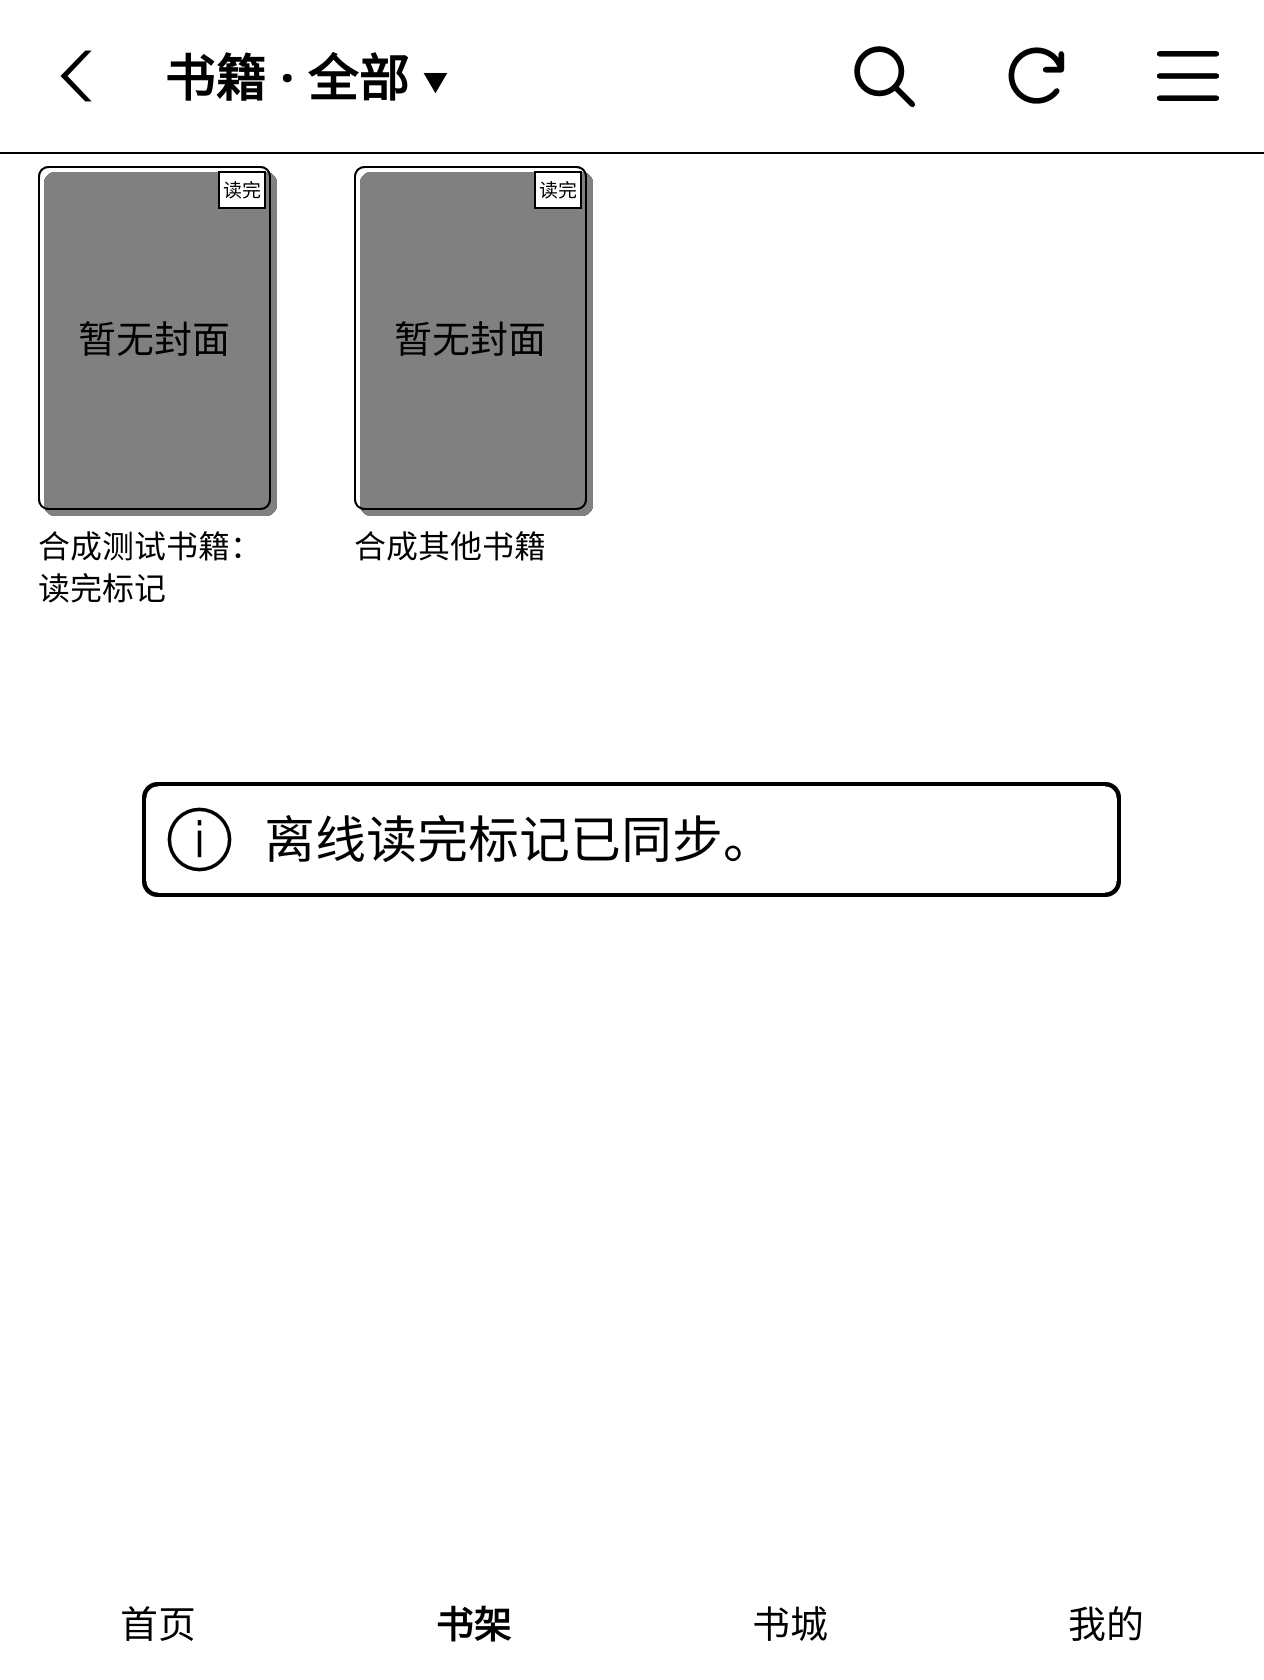 书籍 · 全部 ▼
读完
读完
暂无封面
暂无封面
合成测试书籍：
读完标记
合成其他书籍
离线读完标记已同步。
首页
书架
书城
我的